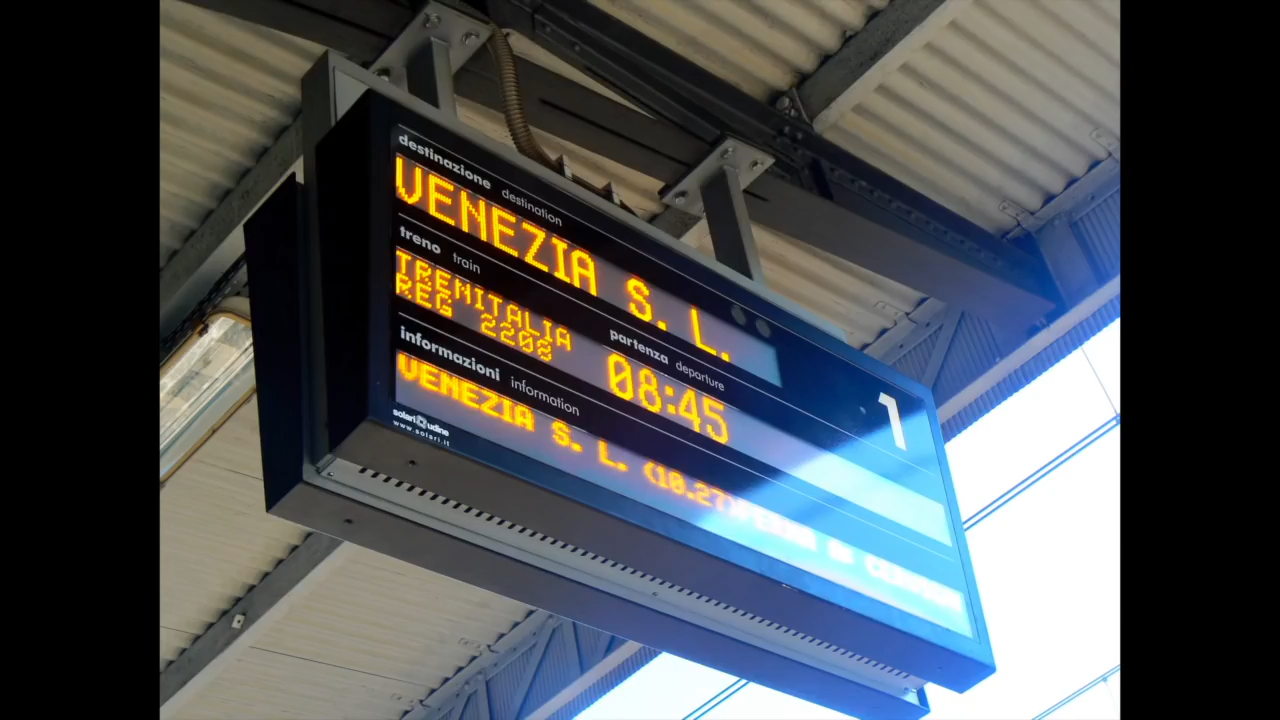 destinazione destination
VENEZIA S. L.
treno train
TRENITALIA
REG 2208
partenza departure
08:45
1
informazioni information
VENEZIA S. L. (10.27)FERMA A
solari udine
www.solari.it